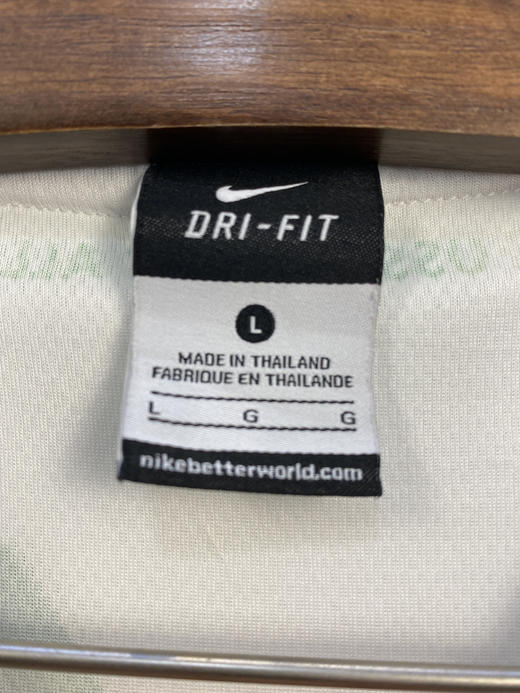 DRI-FIT
L
MADE IN THAILAND
FABRIQUE EN THAILANDE
L G G
nikebetterworld.com